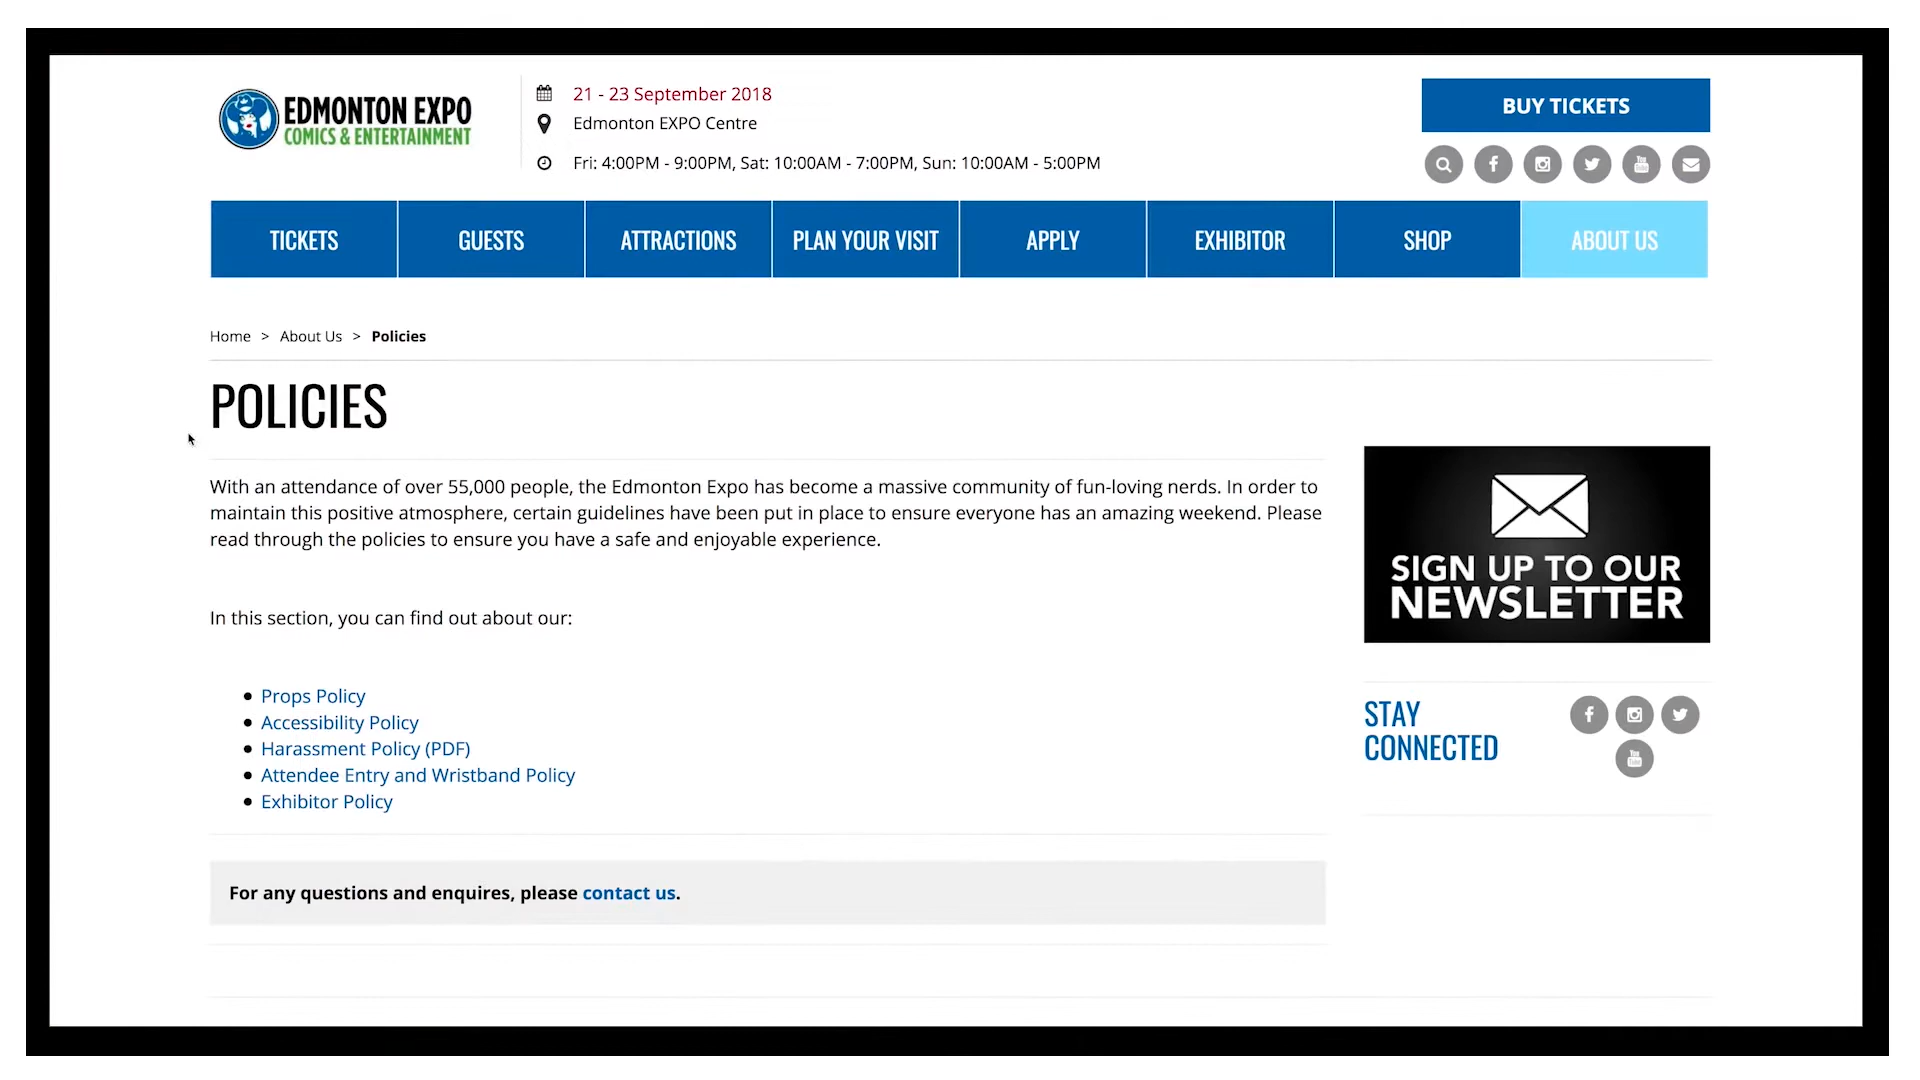 EDMONTON EXPO
COMICS & ENTERTAINMENT
21 - 23 September 2018
Edmonton EXPO Centre
Fri: 4:00PM - 9:00PM, Sat: 10:00AM - 7:00PM, Sun: 10:00AM - 5:00PM
BUY TICKETS
TICKETS
GUESTS
ATTRACTIONS
PLAN YOUR VISIT
APPLY
EXHIBITOR
SHOP
ABOUT US
Home > About Us > Policies
POLICIES
With an attendance of over 55,000 people, the Edmonton Expo has become a massive community of fun-loving nerds. In order to
maintain this positive atmosphere, certain guidelines have been put in place to ensure everyone has an amazing weekend. Please
read through the policies to ensure you have a safe and enjoyable experience.
In this section, you can find out about our:
Props Policy
Accessibility Policy
Harassment Policy (PDF)
Attendee Entry and Wristband Policy
Exhibitor Policy
For any questions and enquires, please contact us.
SIGN UP TO OUR
NEWSLETTER
STAY
CONNECTED